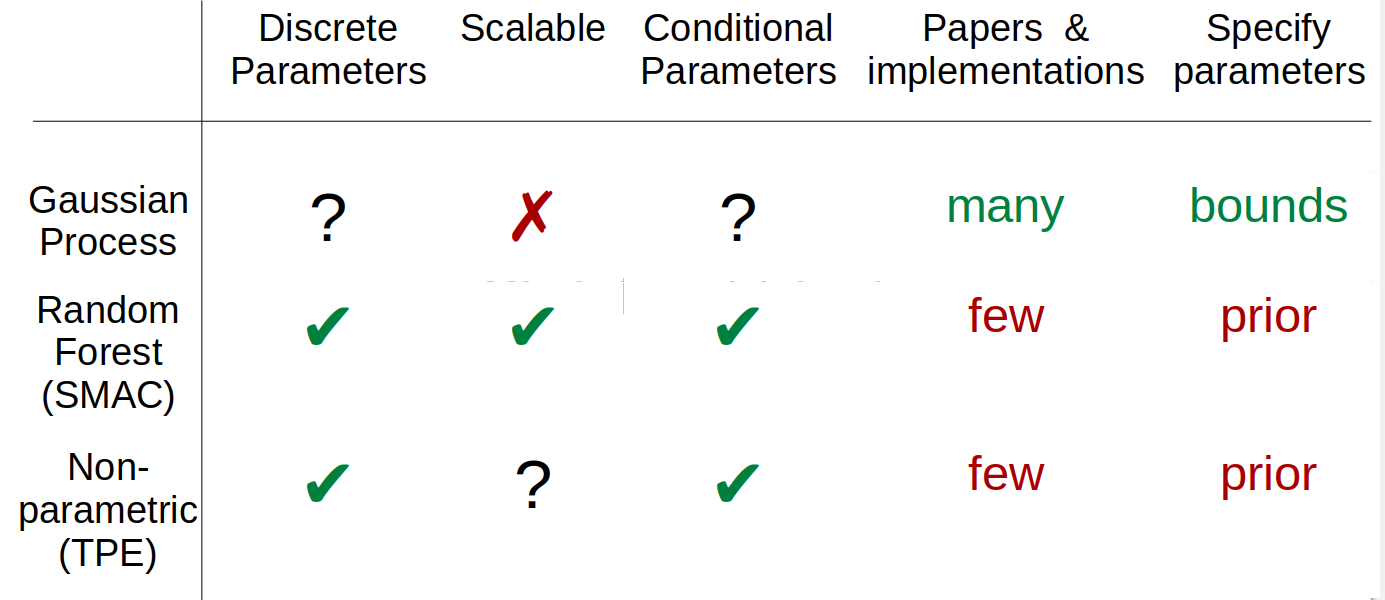 Discrete Parameters
Scalable
Conditional Parameters
Papers & implementations
Specify parameters
Gaussian Process
? ✗ ? many bounds
Random Forest (SMAC)
✔ ✔ ✔ few prior
Non-parametric (TPE)
✔ ? ✔ few prior